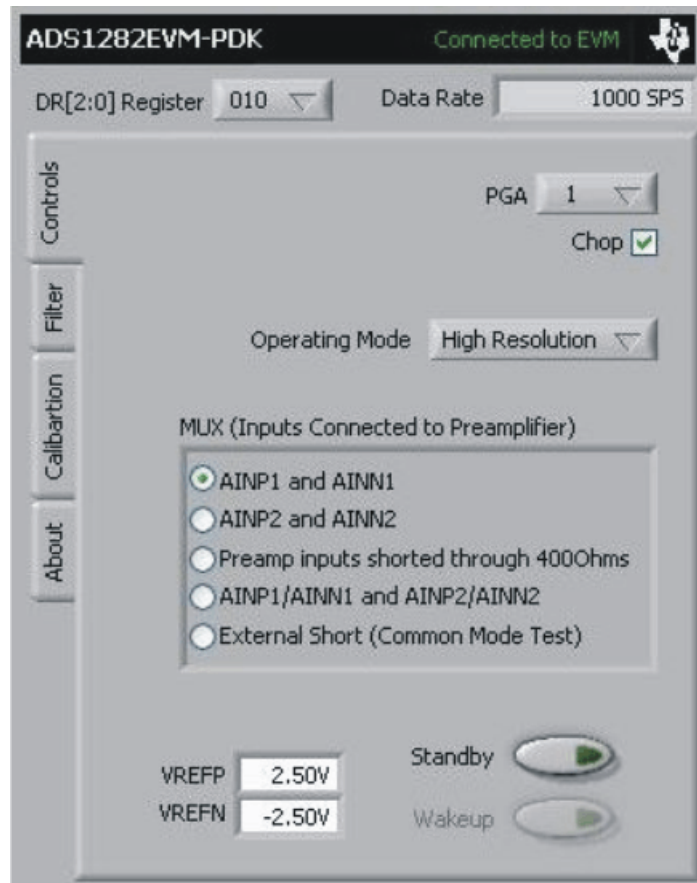 ADS1282EVM-PDK Connected to EVM
DR[2:0] Register 010 Data Rate 1000 SPS
Controls
Filter
Calibartion
About
PGA 1
Chop
Operating Mode High Resolution
MUX (Inputs Connected to Preamplifier)
AINP1 and AINN1
AINP2 and AINN2
Preamp inputs shorted through 400Ohms
AINP1/AINN1 and AINP2/AINN2
External Short (Common Mode Test)
VREFP 2.50V
VREFN -2.50V
Standby
Wakeup